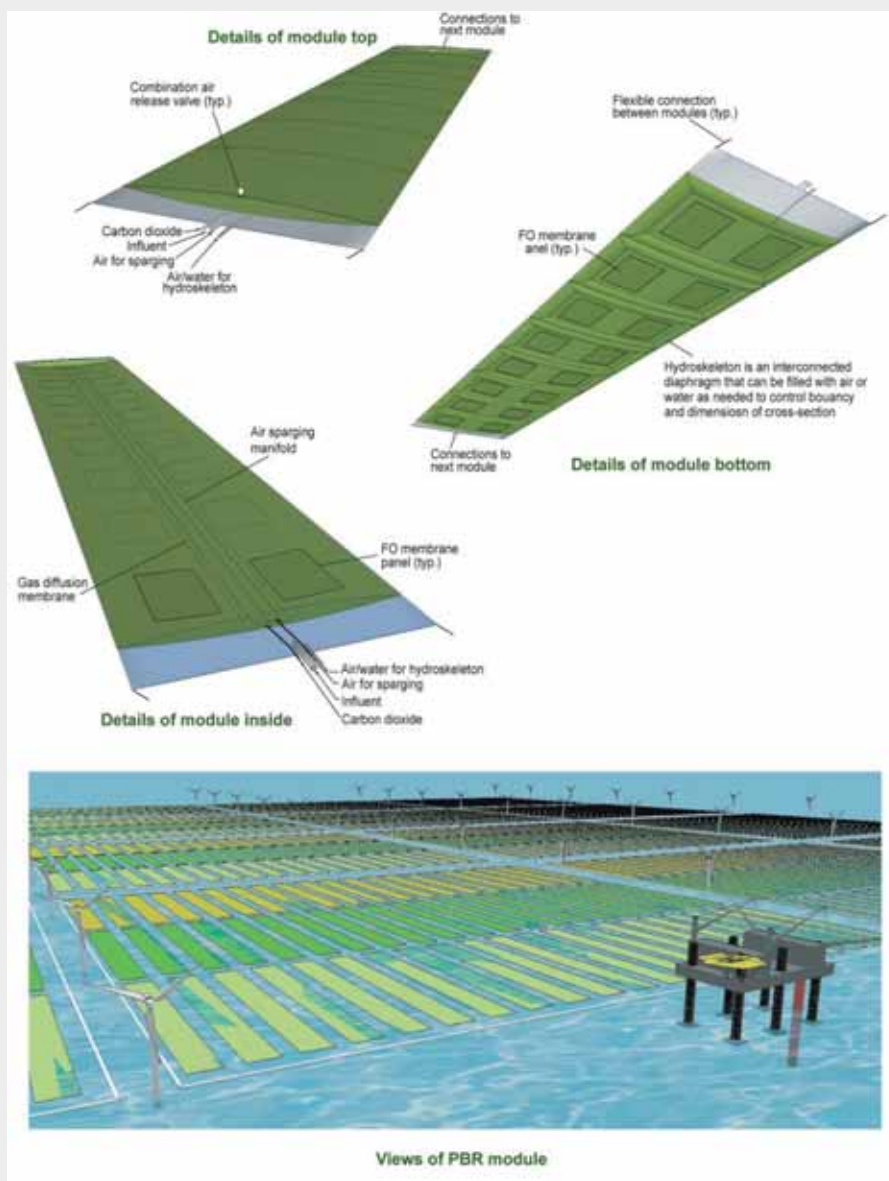 Details of module top
Connections to
next module
Combination air
release valve (typ.)
Carbon dioxide
Influent
Air for sparging
Air/water for
hydroskeleton
Flexible connection
between modules (typ.)
FO membrane
anel (typ.)
Hydroskeleton is an interconnected
diaphragm that can be filled with air or
water as needed to control bouancy
and dimensiosn of cross-section
Connections to
next module
Details of module bottom
Air sparging
manifold
FO membrane
panel (typ.)
Gas diffusion
membrane
Air/water for hydroskeleton
Air for sparging
Influent
Carbon dioxide
Details of module inside
Views of PBR module